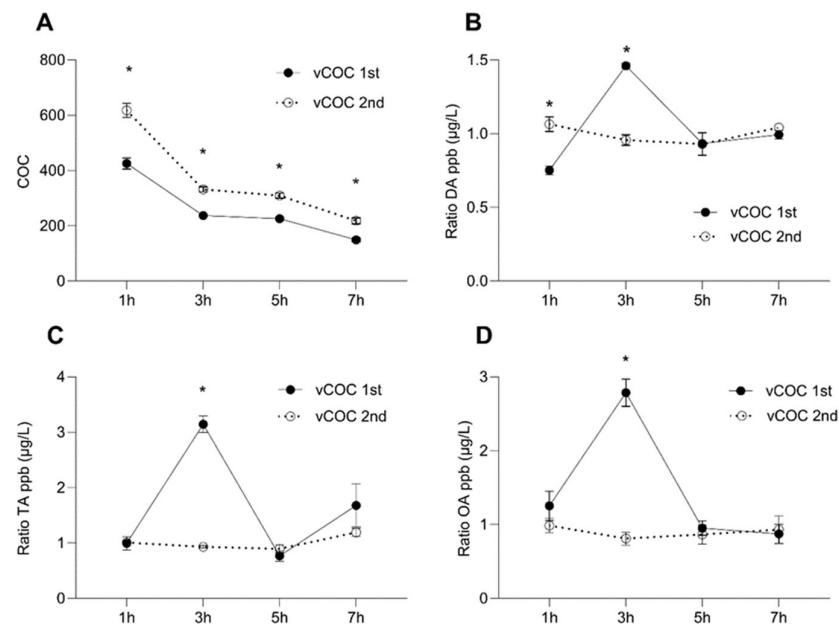 A
800
600
400
200
0
COC
*
*
*
*
vCOC 1st
vCOC 2nd
1h
3h
5h
7h
B
1.5
1.0
0.5
0.0
Ratio DA ppb (µg/L)
*
*
vCOC 1st
vCOC 2nd
1h
3h
5h
7h
C
4
3
2
1
0
Ratio TA ppb (µg/L)
*
vCOC 1st
vCOC 2nd
1h
3h
5h
7h
D
3
2
1
0
Ratio OA ppb (µg/L)
*
vCOC 1st
vCOC 2nd
1h
3h
5h
7h